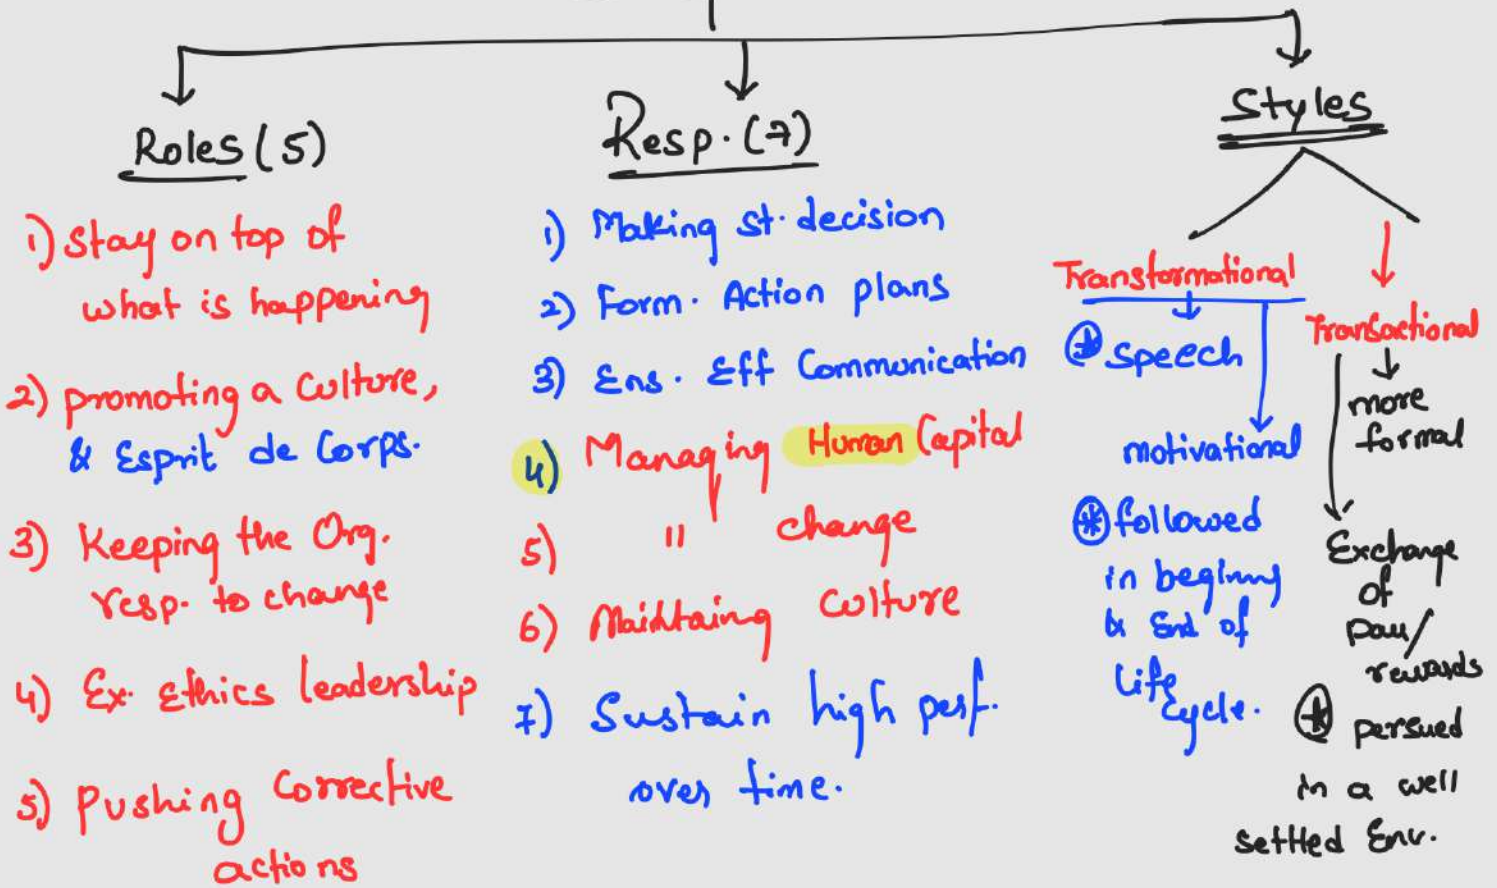 Roles (5)
1) Stay on top of
what is happening
2) promoting a Culture,
& Esprit de Corps.
3) Keeping the Org.
resp. to change
4) Ex. Ethics leadership
5) Pushing Corrective
actions
Resp. (7)
1) Making st. decision
2) Form. Action plans
3) Ens. Eff Communication
4) Managing Human Capital
5) " change
6) Maintaing Culture
7) Sustain high perf.
over time.
Styles
Transformational
* Speech
motivational
* followed
in beginng
& End of
Life
Cycle.
Transactional
more
formal
Exchange
of
pay/
rewards
* persued
in a well
settled Env.